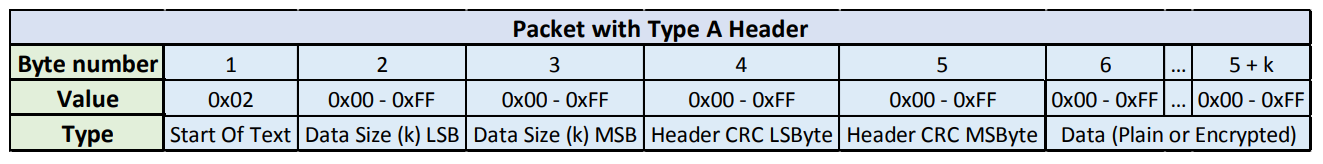 Packet with Type A Header
Byte number 1 2 3 4 5 6 ... 5 + k
Value 0x02 0x00 - 0xFF 0x00 - 0xFF 0x00 - 0xFF 0x00 - 0xFF 0x00 - 0xFF ... 0x00 - 0xFF
Type Start Of Text Data Size (k) LSB Data Size (k) MSB Header CRC LSByte Header CRC MSByte Data (Plain or Encrypted)